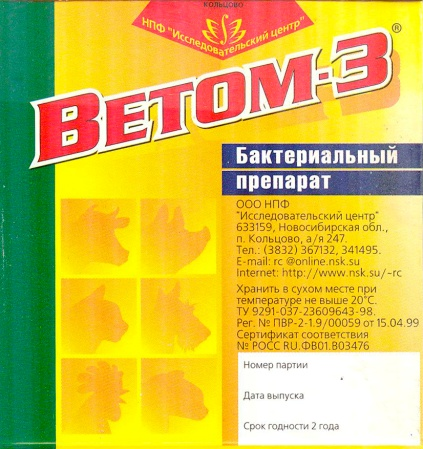 КОЛЬЦОВО
НПФ "Исследовательский центр"
ВЕТОМ-3®
Бактериальный
препарат
ООО НПФ
"Исследовательский центр"
633159, Новосибирская обл.,
п. Кольцово, а/я 247.
Тел.: (3832) 367132, 341495.
E-mail: rc @online.nsk.su
Internet: http://www.nsk.su/~rc
Хранить в сухом месте при
температуре не выше 20°С.
ТУ 9291-037-23609643-98.
Рег. № ПВР-2-1.9/00059 от 15.04.99
Сертификат соответствия
№ РОСС RU.ФВ01.В03476
Номер партии
Дата выпуска
Срок годности 2 года